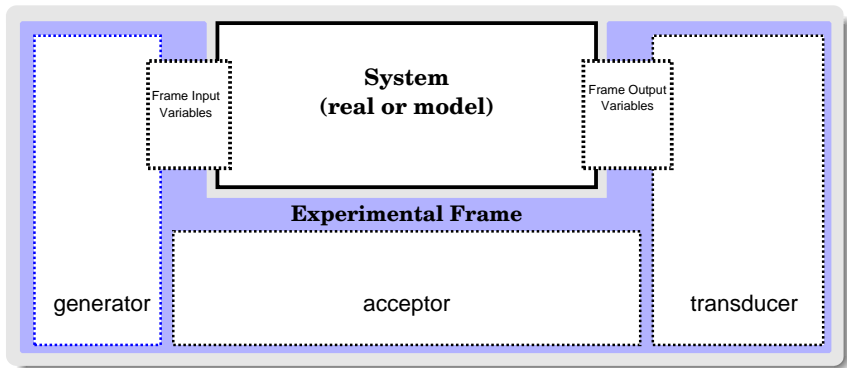 System
(real or model)
Frame Input
Variables
Frame Output
Variables
Experimental Frame
generator
acceptor
transducer